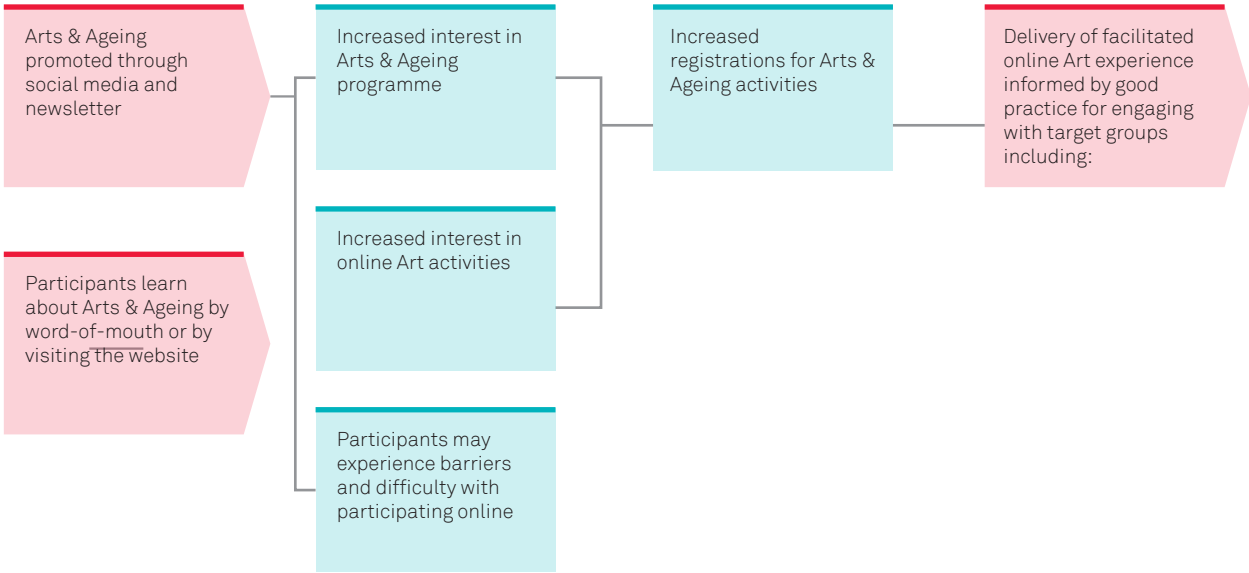 Arts & Ageing
promoted through
social media and
newsletter
Participants learn
about Arts & Ageing by
word-of-mouth or by
visiting the website
Increased interest in
Arts & Ageing
programme
Increased interest in
online Art activities
Participants may
experience barriers
and difficulty with
participating online
Increased
registrations for Arts &
Ageing activities
Delivery of facilitated
online Art experience
informed by good
practice for engaging
with target groups
including: